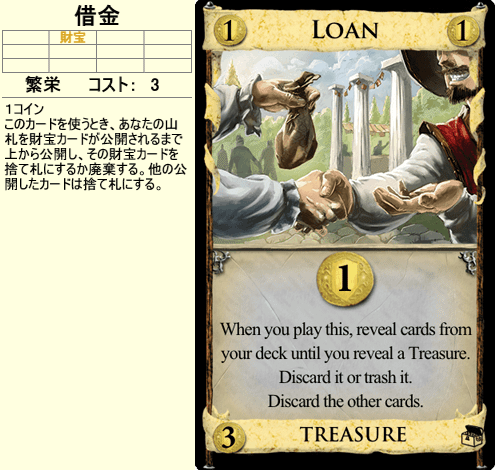 借金
財宝
繁栄 コスト: 3
1コイン
このカードを使うとき、あなたの山
札を財宝カードが公開されるまで
上から公開し、その財宝カードを
捨て札にするか廃棄する。他の公
開したカードは捨て札にする。
1 LOAN 1
1
When you play this, reveal cards from
your deck until you reveal a Treasure.
Discard it or trash it.
Discard the other cards.
3 TREASURE